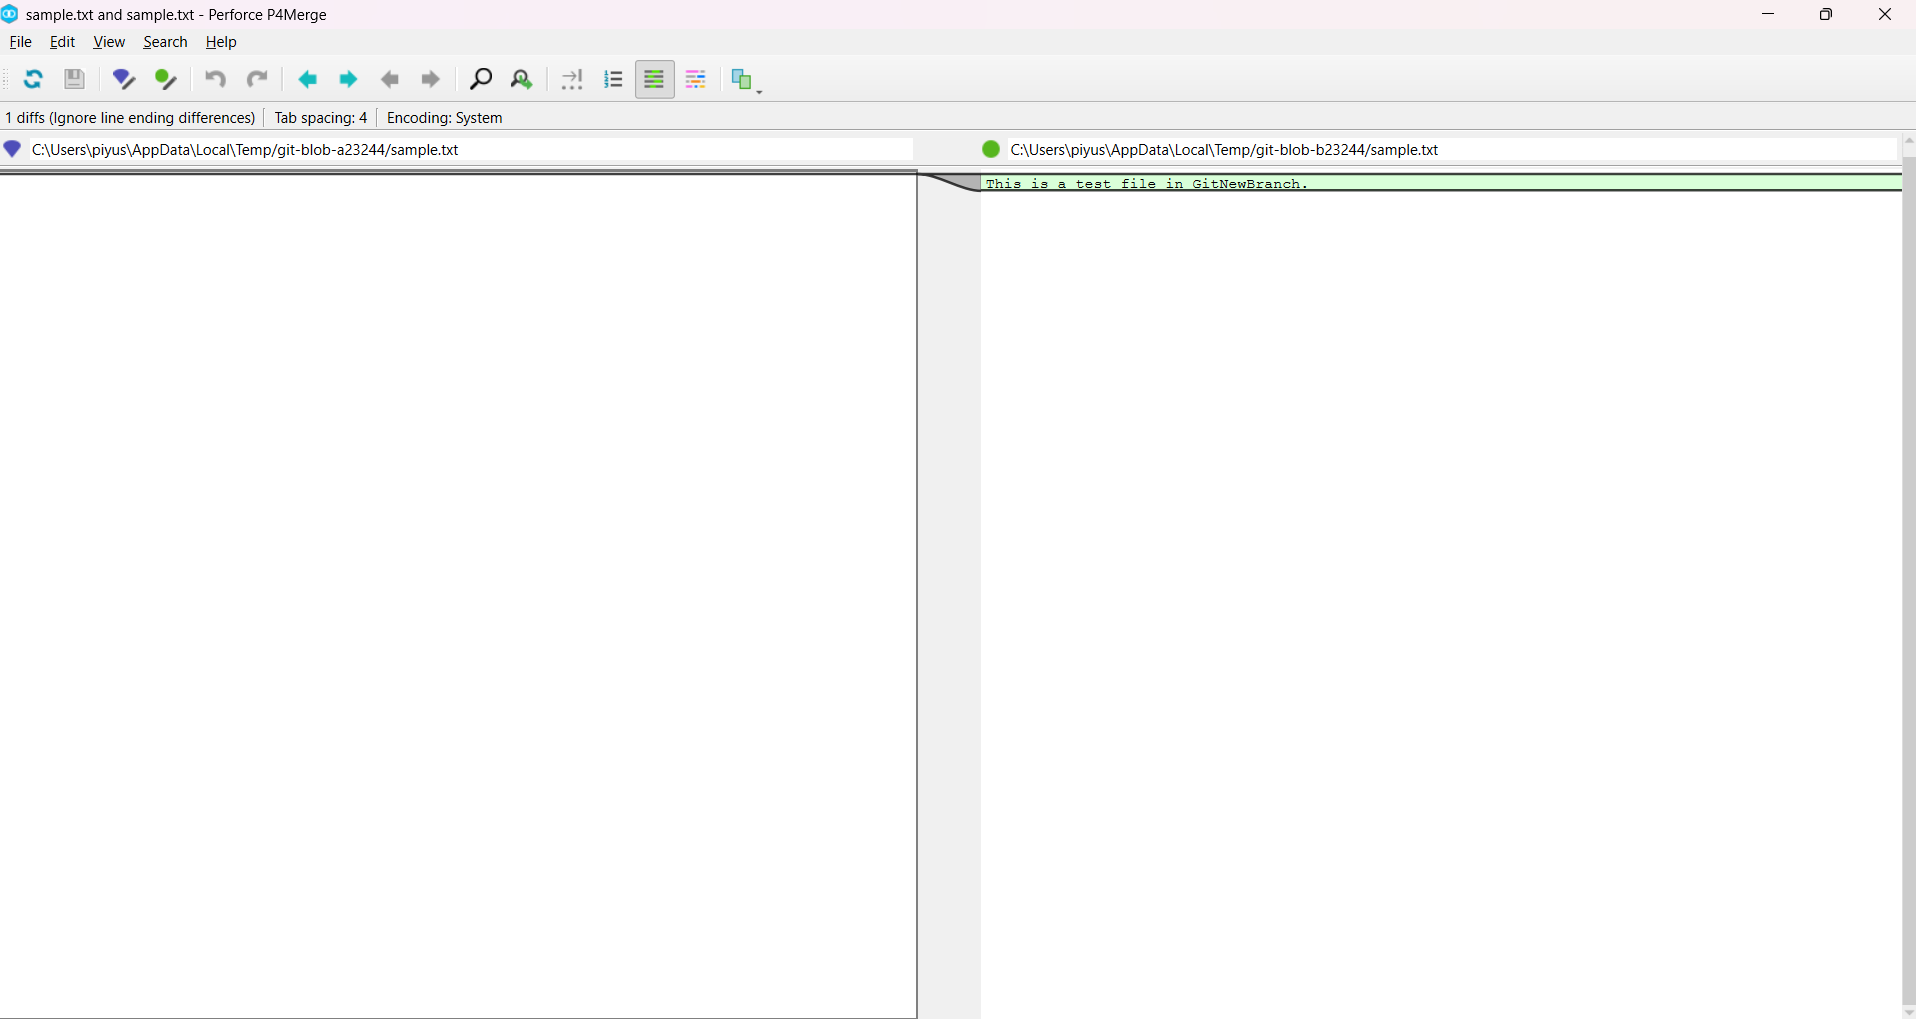 sample.txt and sample.txt - Perforce P4Merge
File Edit View Search Help
1 diffs (Ignore line ending differences) Tab spacing: 4 Encoding: System
C:\Users\piyus\AppData\Local\Temp/git-blob-a23244/sample.txt
C:\Users\piyus\AppData\Local\Temp/git-blob-b23244/sample.txt
This is a test file in GitNewBranch.